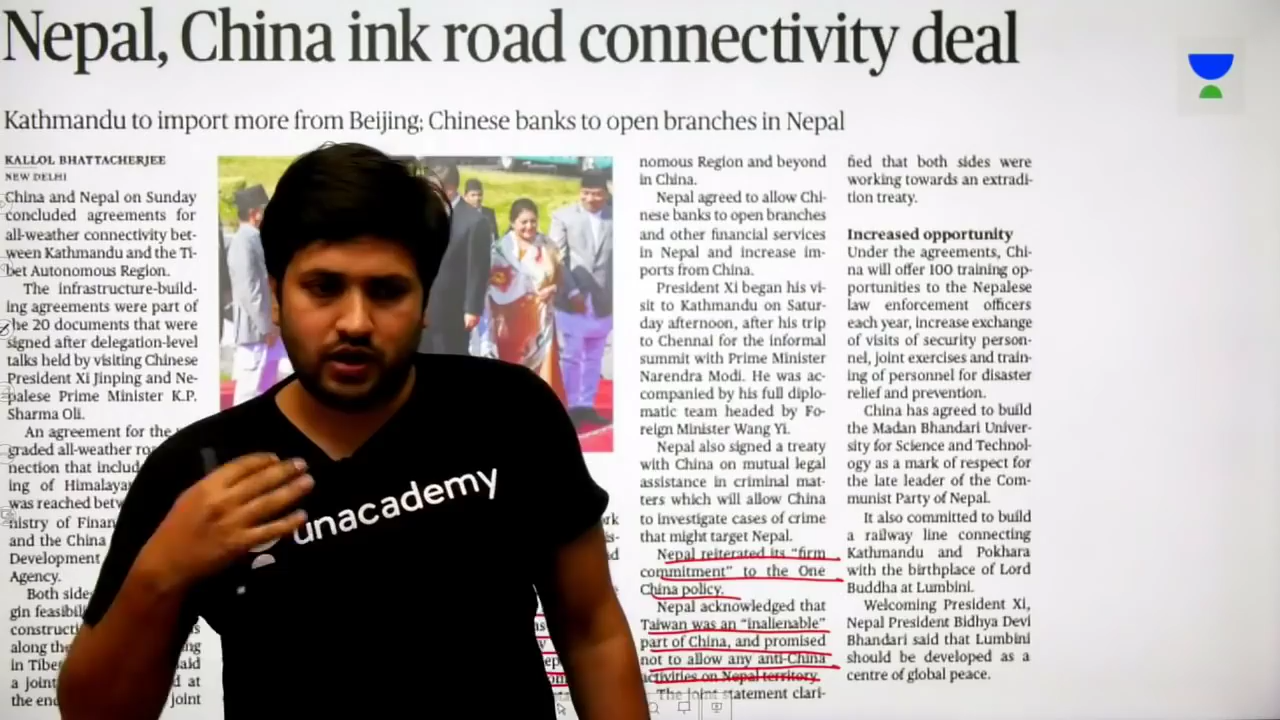 Nepal, China ink road connectivity deal
Kathmandu to import more from Beijing; Chinese banks to open branches in Nepal
KALLOL BHATTACHERJEE
NEW DELHI
China and Nepal on Sunday
concluded agreements for
all-weather connectivity bet-
ween Kathmandu and the Ti-
bet Autonomous Region.
The infrastructure-build-
ing agreements were part of
the 20 documents that were
signed after delegation-level
talks held by visiting Chinese
President Xi Jinping and Ne-
palese Prime Minister K.P.
Sharma Oli.
An agreement for the
graded all-weather
nection that
ing of
was reached
nistry of
and the China
Development
Agency.
Both
gin
along the
in
a joint at
the joint
nomous Region and beyond
in China.
Nepal agreed to allow Chi-
nese banks to open branches
and other financial services
in Nepal and increase im-
ports from China.
President Xi began his vi-
sit to Kathmandu on Satur-
day afternoon, after his trip
to Chennai for the informal
summit with Prime Minister
Narendra Modi. He was ac-
companied by his full diplo-
matic team headed by Fo-
reign Minister Wang Yi.
Nepal also signed a treaty
with China on mutual legal
assistance in criminal mat-
ters which will allow China
to investigate cases of crime
that might target Nepal.
Nepal reiterated its "firm
commitment" to the One
China policy.
Nepal acknowledged that
Taiwan was an "inalienable"
part of China, and promised
not to allow any anti-China
activities on Nepal territory.
The joint statement clari-
fied that both sides were
working towards an extradi-
tion treaty.
Increased opportunity
Under the agreements, Chi-
na will offer 100 training op-
portunities to the Nepalese
law enforcement officers
each year, increase exchange
of visits of security person-
nel, joint exercises and train-
ing of personnel for disaster
relief and prevention.
China has agreed to build
the Madan Bhandari Univer-
sity for Science and Technol-
ogy as a mark of respect for
the late leader of the Com-
munist Party of Nepal.
It also committed to build
a railway line connecting
Kathmandu and Pokhara
with the birthplace of Lord
Buddha at Lumbini.
Welcoming President Xi,
Nepal President Bidhya Devi
Bhandari said that Lumbini
should be developed as a
centre of global peace.
unacademy